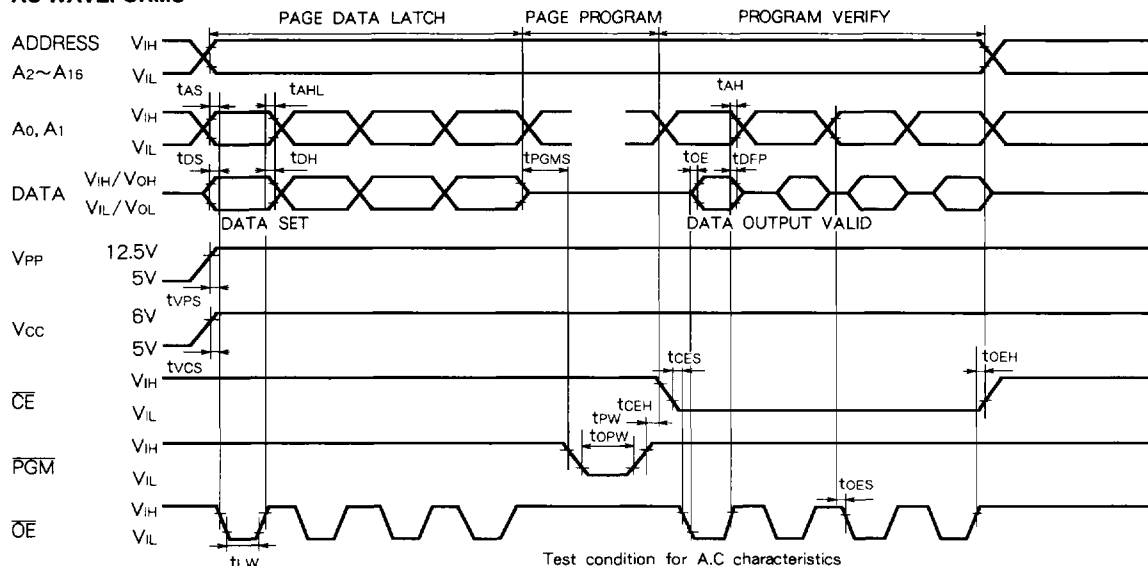 AC WAVEFORMS
PAGE DATA LATCH PAGE PROGRAM PROGRAM VERIFY
ADDRESS
A2~A16
VIH
VIL
tAS tAHL tAH
A0, A1
VIH
VIL
tDS tDH tPGMS tOE tDFP
DATA
VIH/VOH
VIL/VOL
DATA SET DATA OUTPUT VALID
VPP
12.5V
5V
tVPS
VCC
6V
5V
tVCS
tCES tOEH
CE
VIH
VIL
tCEH
tPW
tOPW
PGM
VIH
VIL
tOES
OE
VIH
VIL
tLW
Test condition for A.C characteristics